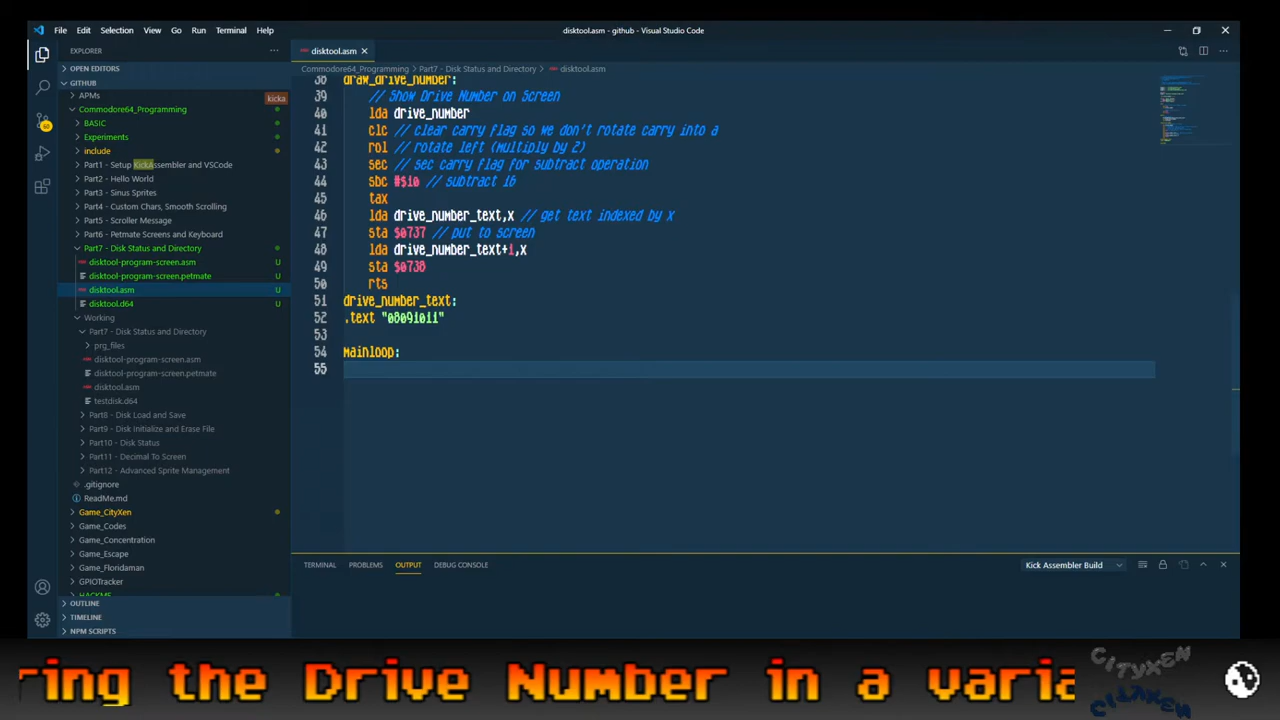 File Edit Selection View Go Run Terminal Help
disktool.asm - github - Visual Studio Code
EXPLORER
disktool.asm
OPEN EDITORS
Commodore64_Programming > Part7 - Disk Status and Directory > disktool.asm
GITHUB
APMs
kicka
Commodore64_Programming
BASIC
Experiments
include
Part1 - Setup KickAssembler and VSCode
Part2 - Hello World
Part3 - Sinus Sprites
Part4 - Custom Chars, Smooth Scrolling
Part5 - Scroller Message
Part6 - Petmate Screens and Keyboard
Part7 - Disk Status and Directory
disktool-program-screen.asm U
disktool-program-screen.petmate U
disktool.asm U
disktool.d64 U
Working
Part7 - Disk Status and Directory
prg_files
disktool-program-screen.asm
disktool-program-screen.petmate
disktool.asm
testdisk.d64
Part8 - Disk Load and Save
Part9 - Disk Initialize and Erase File
Part10 - Disk Status
Part11 - Decimal To Screen
Part12 - Advanced Sprite Management
.gitignore
ReadMe.md
Game_CityXen
Game_Codes
Game_Concentration
Game_Escape
Game_Floridaman
GPIOTracker
HACKME
OUTLINE
TIMELINE
NPM SCRIPTS
38 draw_drive_number:
39 // Show Drive Number on Screen
40 lda drive_number
41 clc // clear carry flag so we don't rotate carry into a
42 rol // rotate left (multiply by 2)
43 sec // sec carry flag for subtract operation
44 sbc #$10 // subtract 16
45 tax
46 lda drive_number_text,x // get text indexed by x
47 sta $0737 // put to screen
48 lda drive_number_text+1,x
49 sta $0738
50 rts
51 drive_number_text:
52 .text "08091011"
53
54 mainloop:
55
TERMINAL PROBLEMS OUTPUT DEBUG CONSOLE
Kick Assembler Build
ring the Drive Number in a varia
CITYXEN
CITYXEN